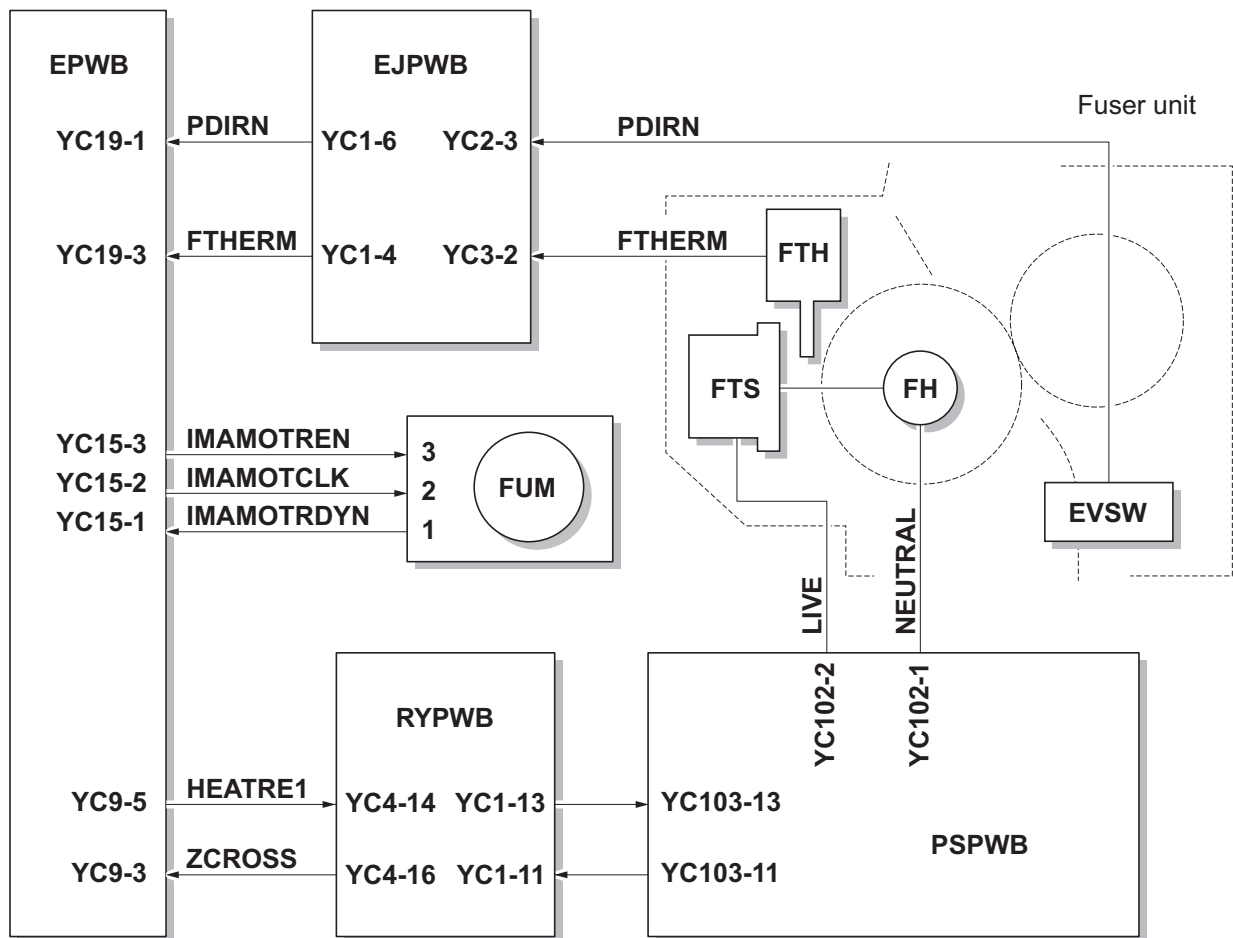 EPWB
EJPWB
Fuser unit
YC19-1
PDIRN
YC1-6
YC2-3
PDIRN
YC19-3
FTHERM
YC1-4
YC3-2
FTHERM
FTH
FTS
FH
YC15-3
IMAMOTREN
3
YC15-2
IMAMOTCLK
2
YC15-1
IMAMOTRDYN
1
FUM
EVSW
LIVE
NEUTRAL
YC102-2
YC102-1
RYPWB
YC9-5
HEATRE1
YC4-14
YC1-13
YC103-13
PSPWB
YC9-3
ZCROSS
YC4-16
YC1-11
YC103-11